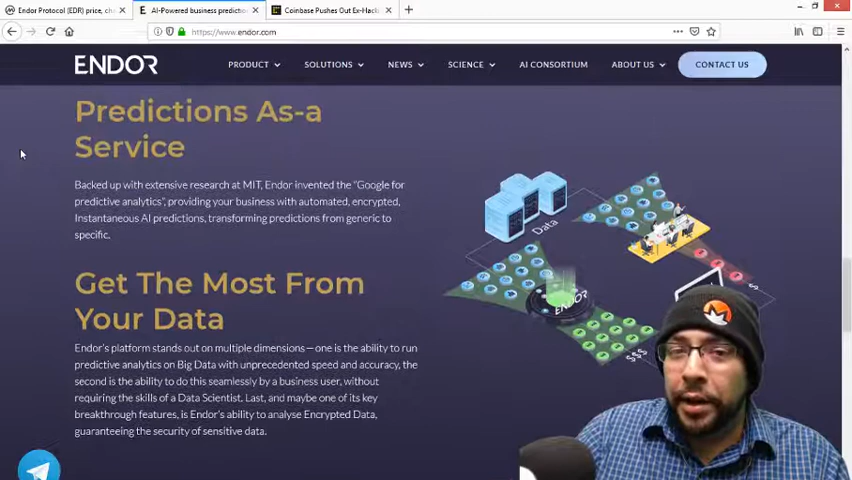 Endor Protocol (EDR) price, cha
AI-Powered business predictio
Coinbase Pushes Out Ex-Hack
https://www.endor.com
ENDOR
PRODUCT
SOLUTIONS
NEWS
SCIENCE
AI CONSORTIUM
ABOUT US
CONTACT US
Predictions As-a
Service
Backed up with extensive research at MIT, Endor invented the “Google for
predictive analytics”, providing your business with automated, encrypted,
Instantaneous AI predictions, transforming predictions from generic to
specific.
Data
ENDOR
$
$$$
Get The Most From
Your Data
Endor’s platform stands out on multiple dimensions—one is the ability to run
predictive analytics on Big Data with unprecedented speed and accuracy, the
second is the ability to do this seamlessly by a business user, without
requiring the skills of a Data Scientist. Last, and maybe one of its key
breakthrough features, is Endor’s ability to analyse Encrypted Data,
guaranteeing the security of sensitive data.